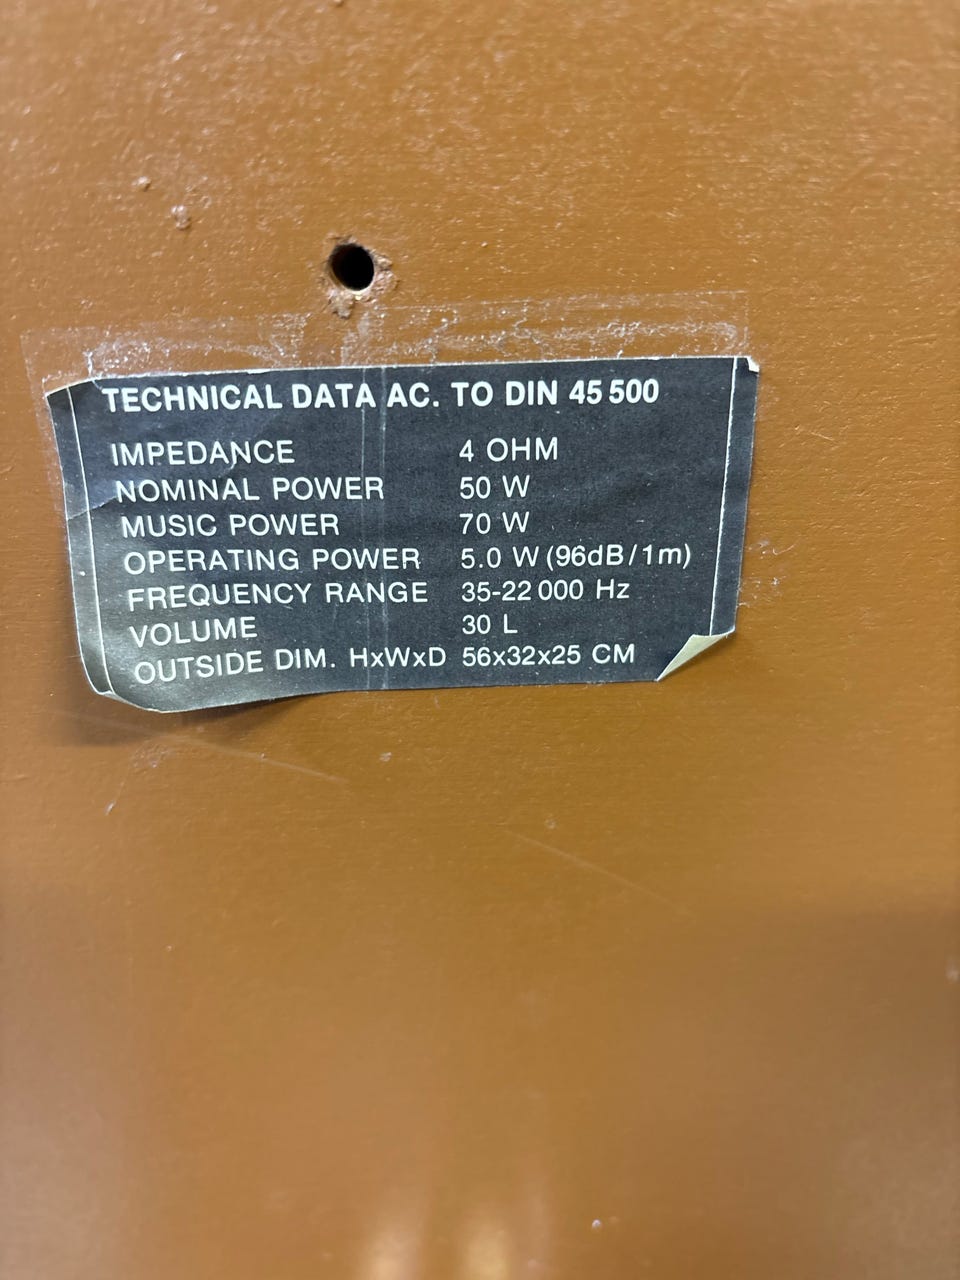 TECHNICAL DATA AC. TO DIN 45 500
IMPEDANCE 4 OHM
NOMINAL POWER 50 W
MUSIC POWER 70 W
OPERATING POWER 5.0 W (96dB/1m)
FREQUENCY RANGE 35-22 000 Hz
VOLUME 30 L
OUTSIDE DIM. HxWxD 56x32x25 CM